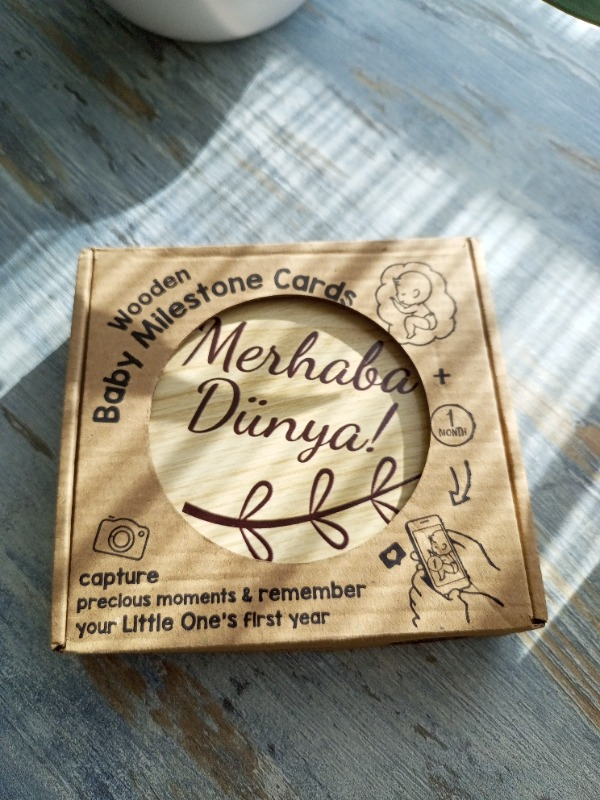 Wooden
Baby Milestone Cards
Merhaba
Dünya!
+
1
MONTH
capture
precious moments & remember
your Little One's first year